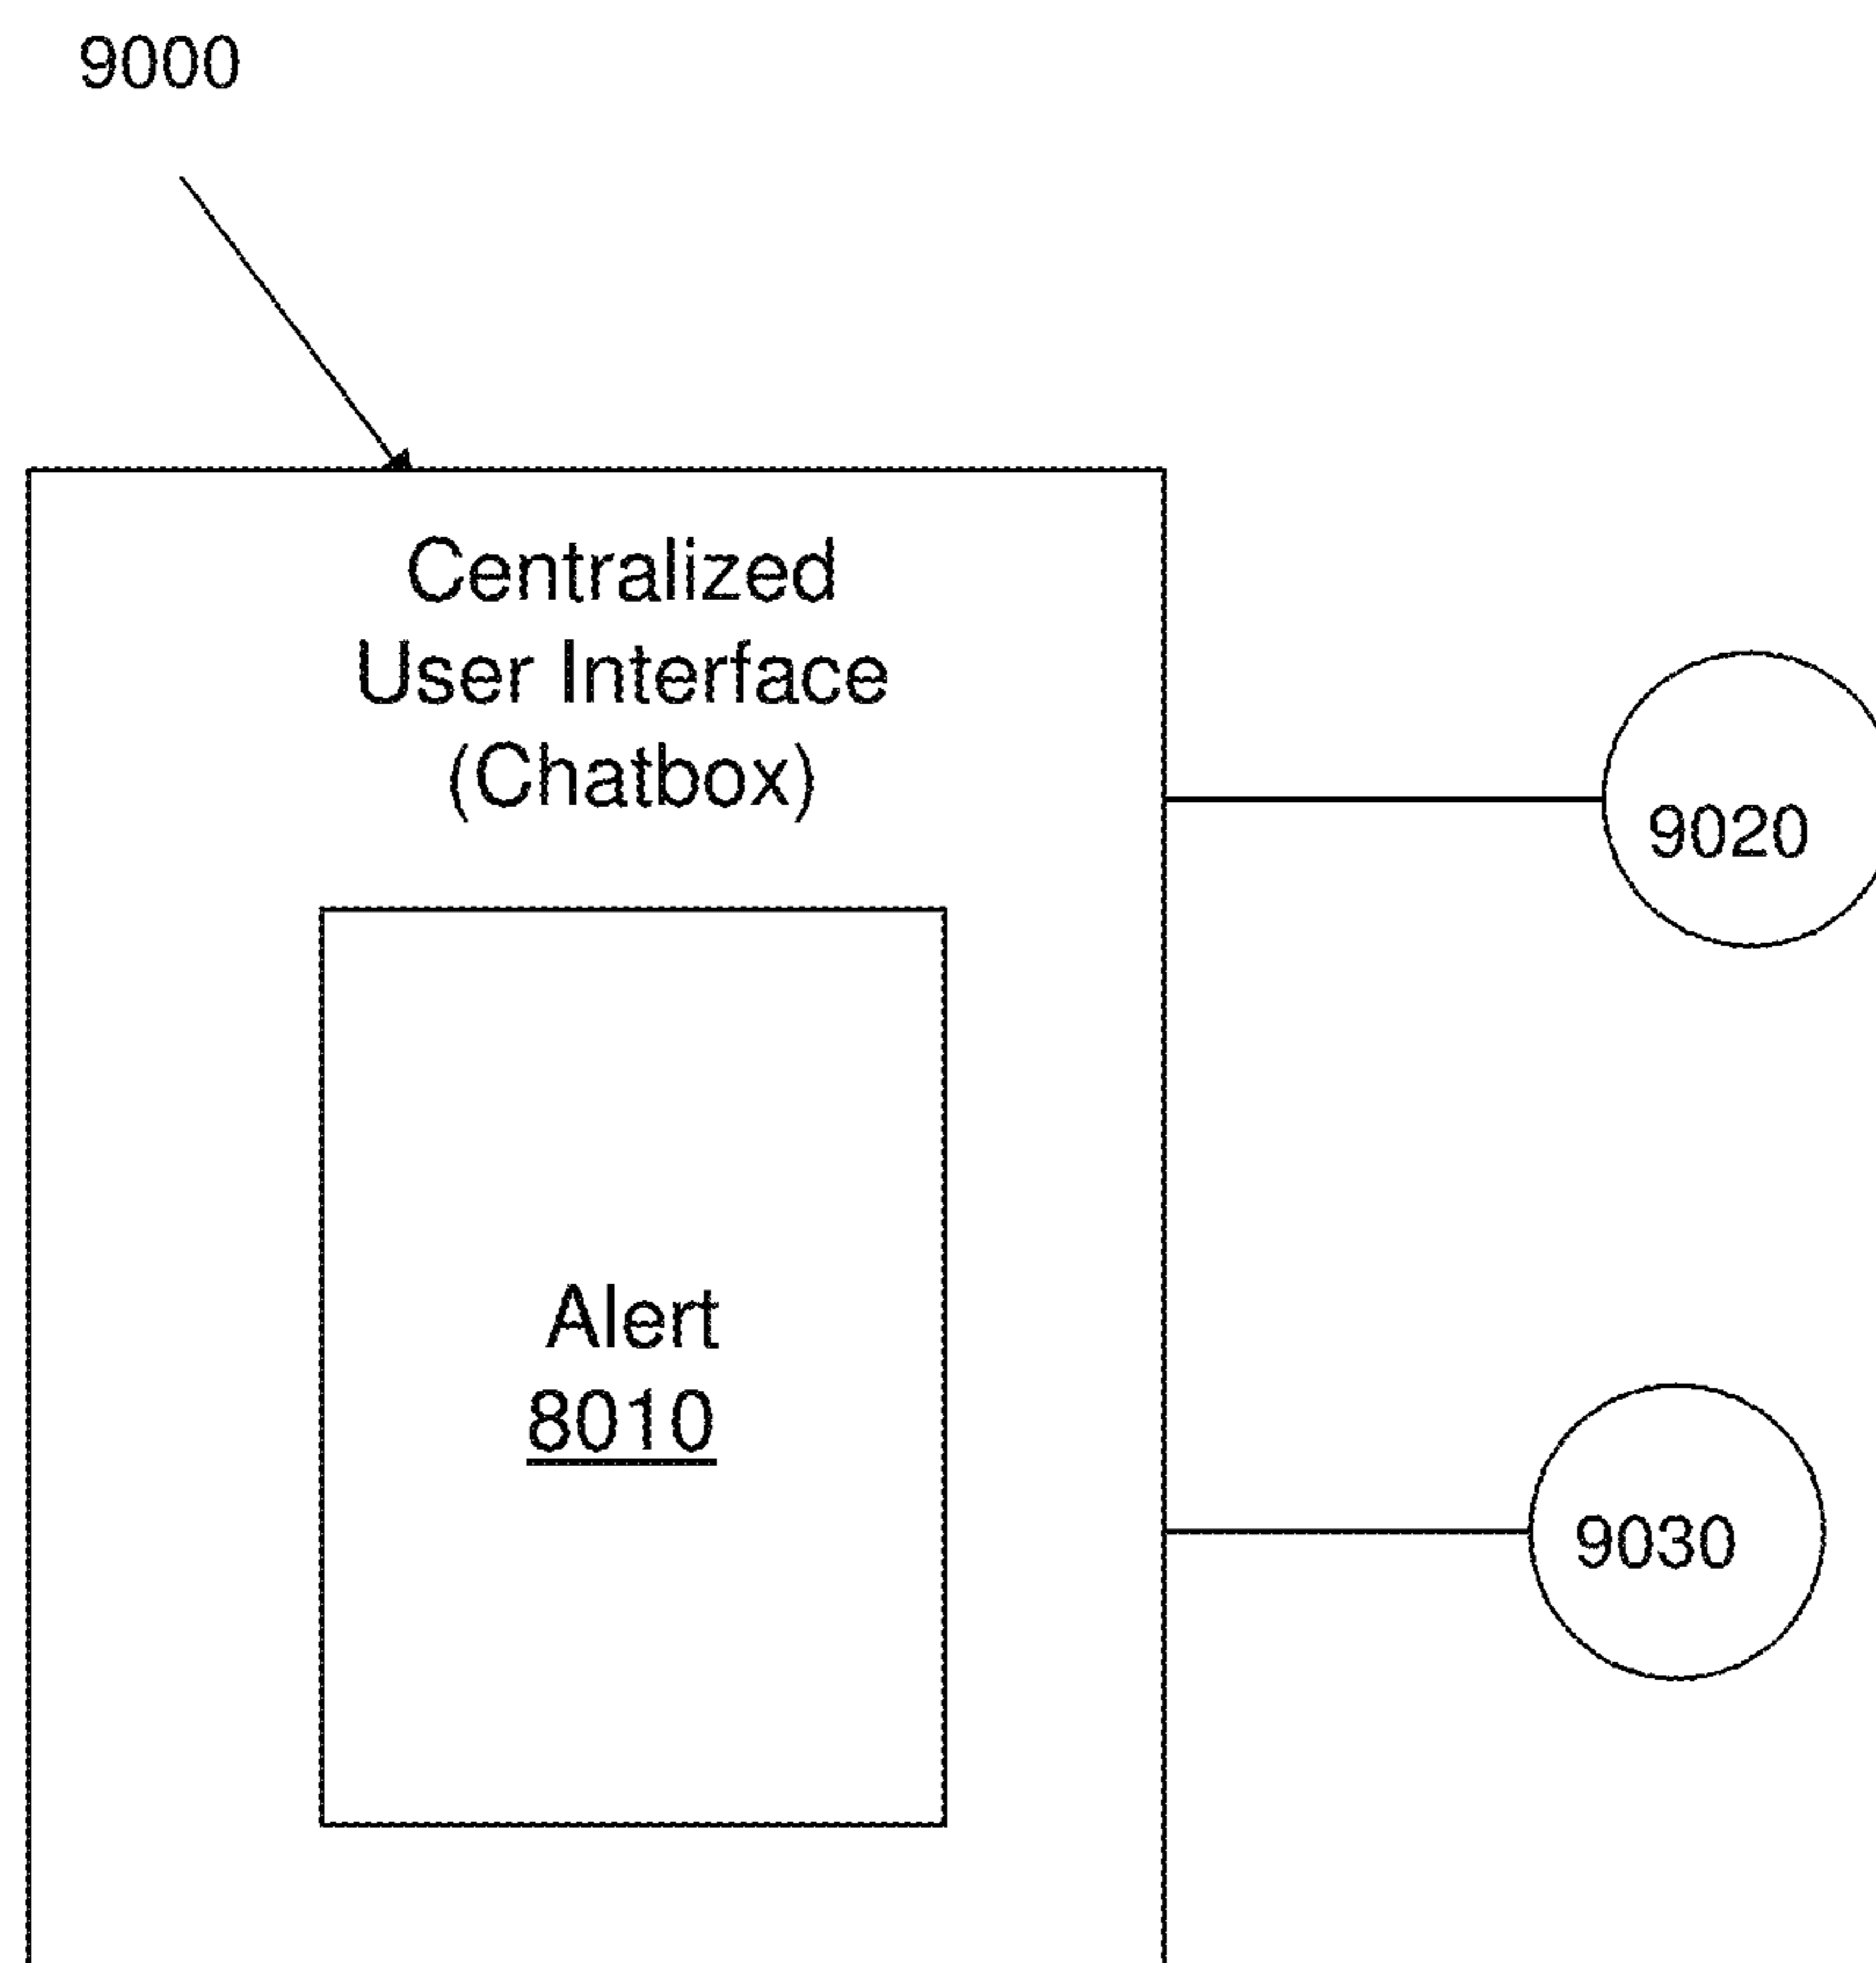 9000
Centralized
User Interface
(Chatbox)
9020
Alert
8010
9030